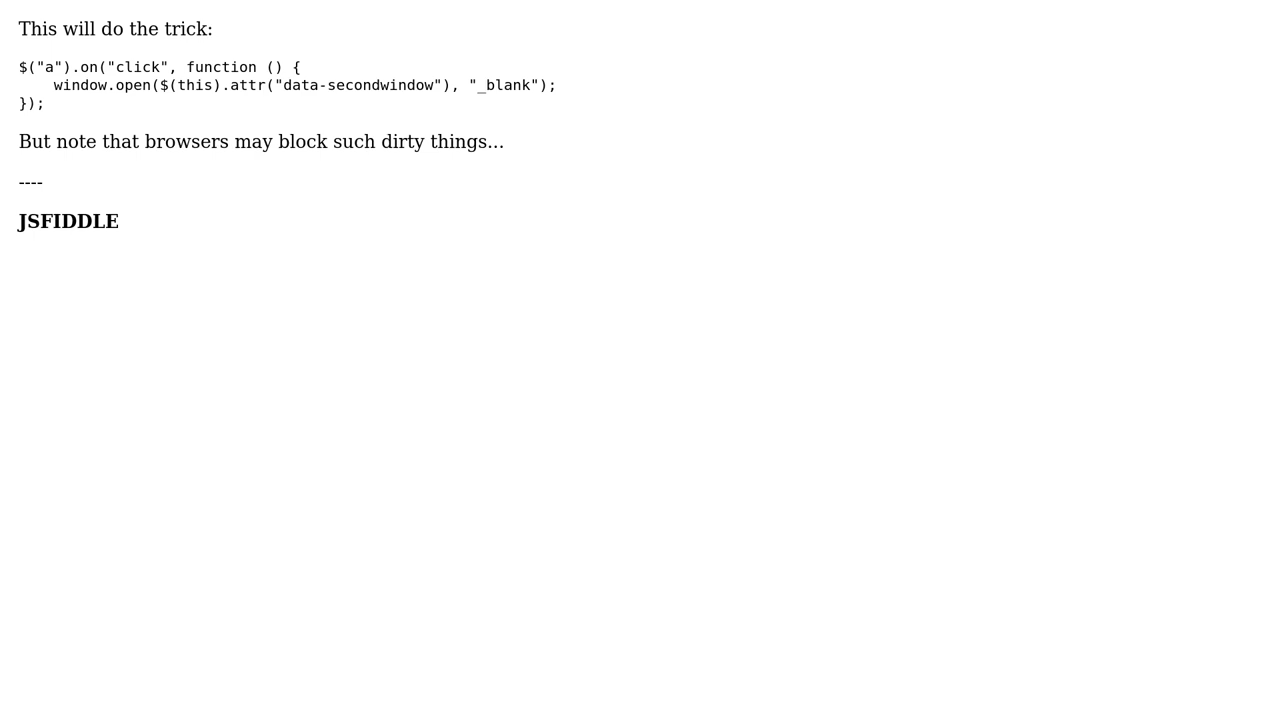 This will do the trick:
$("a").on("click", function () {
    window.open($(this).attr("data-secondwindow"), "_blank");
});
But note that browsers may block such dirty things...
----
JSFIDDLE